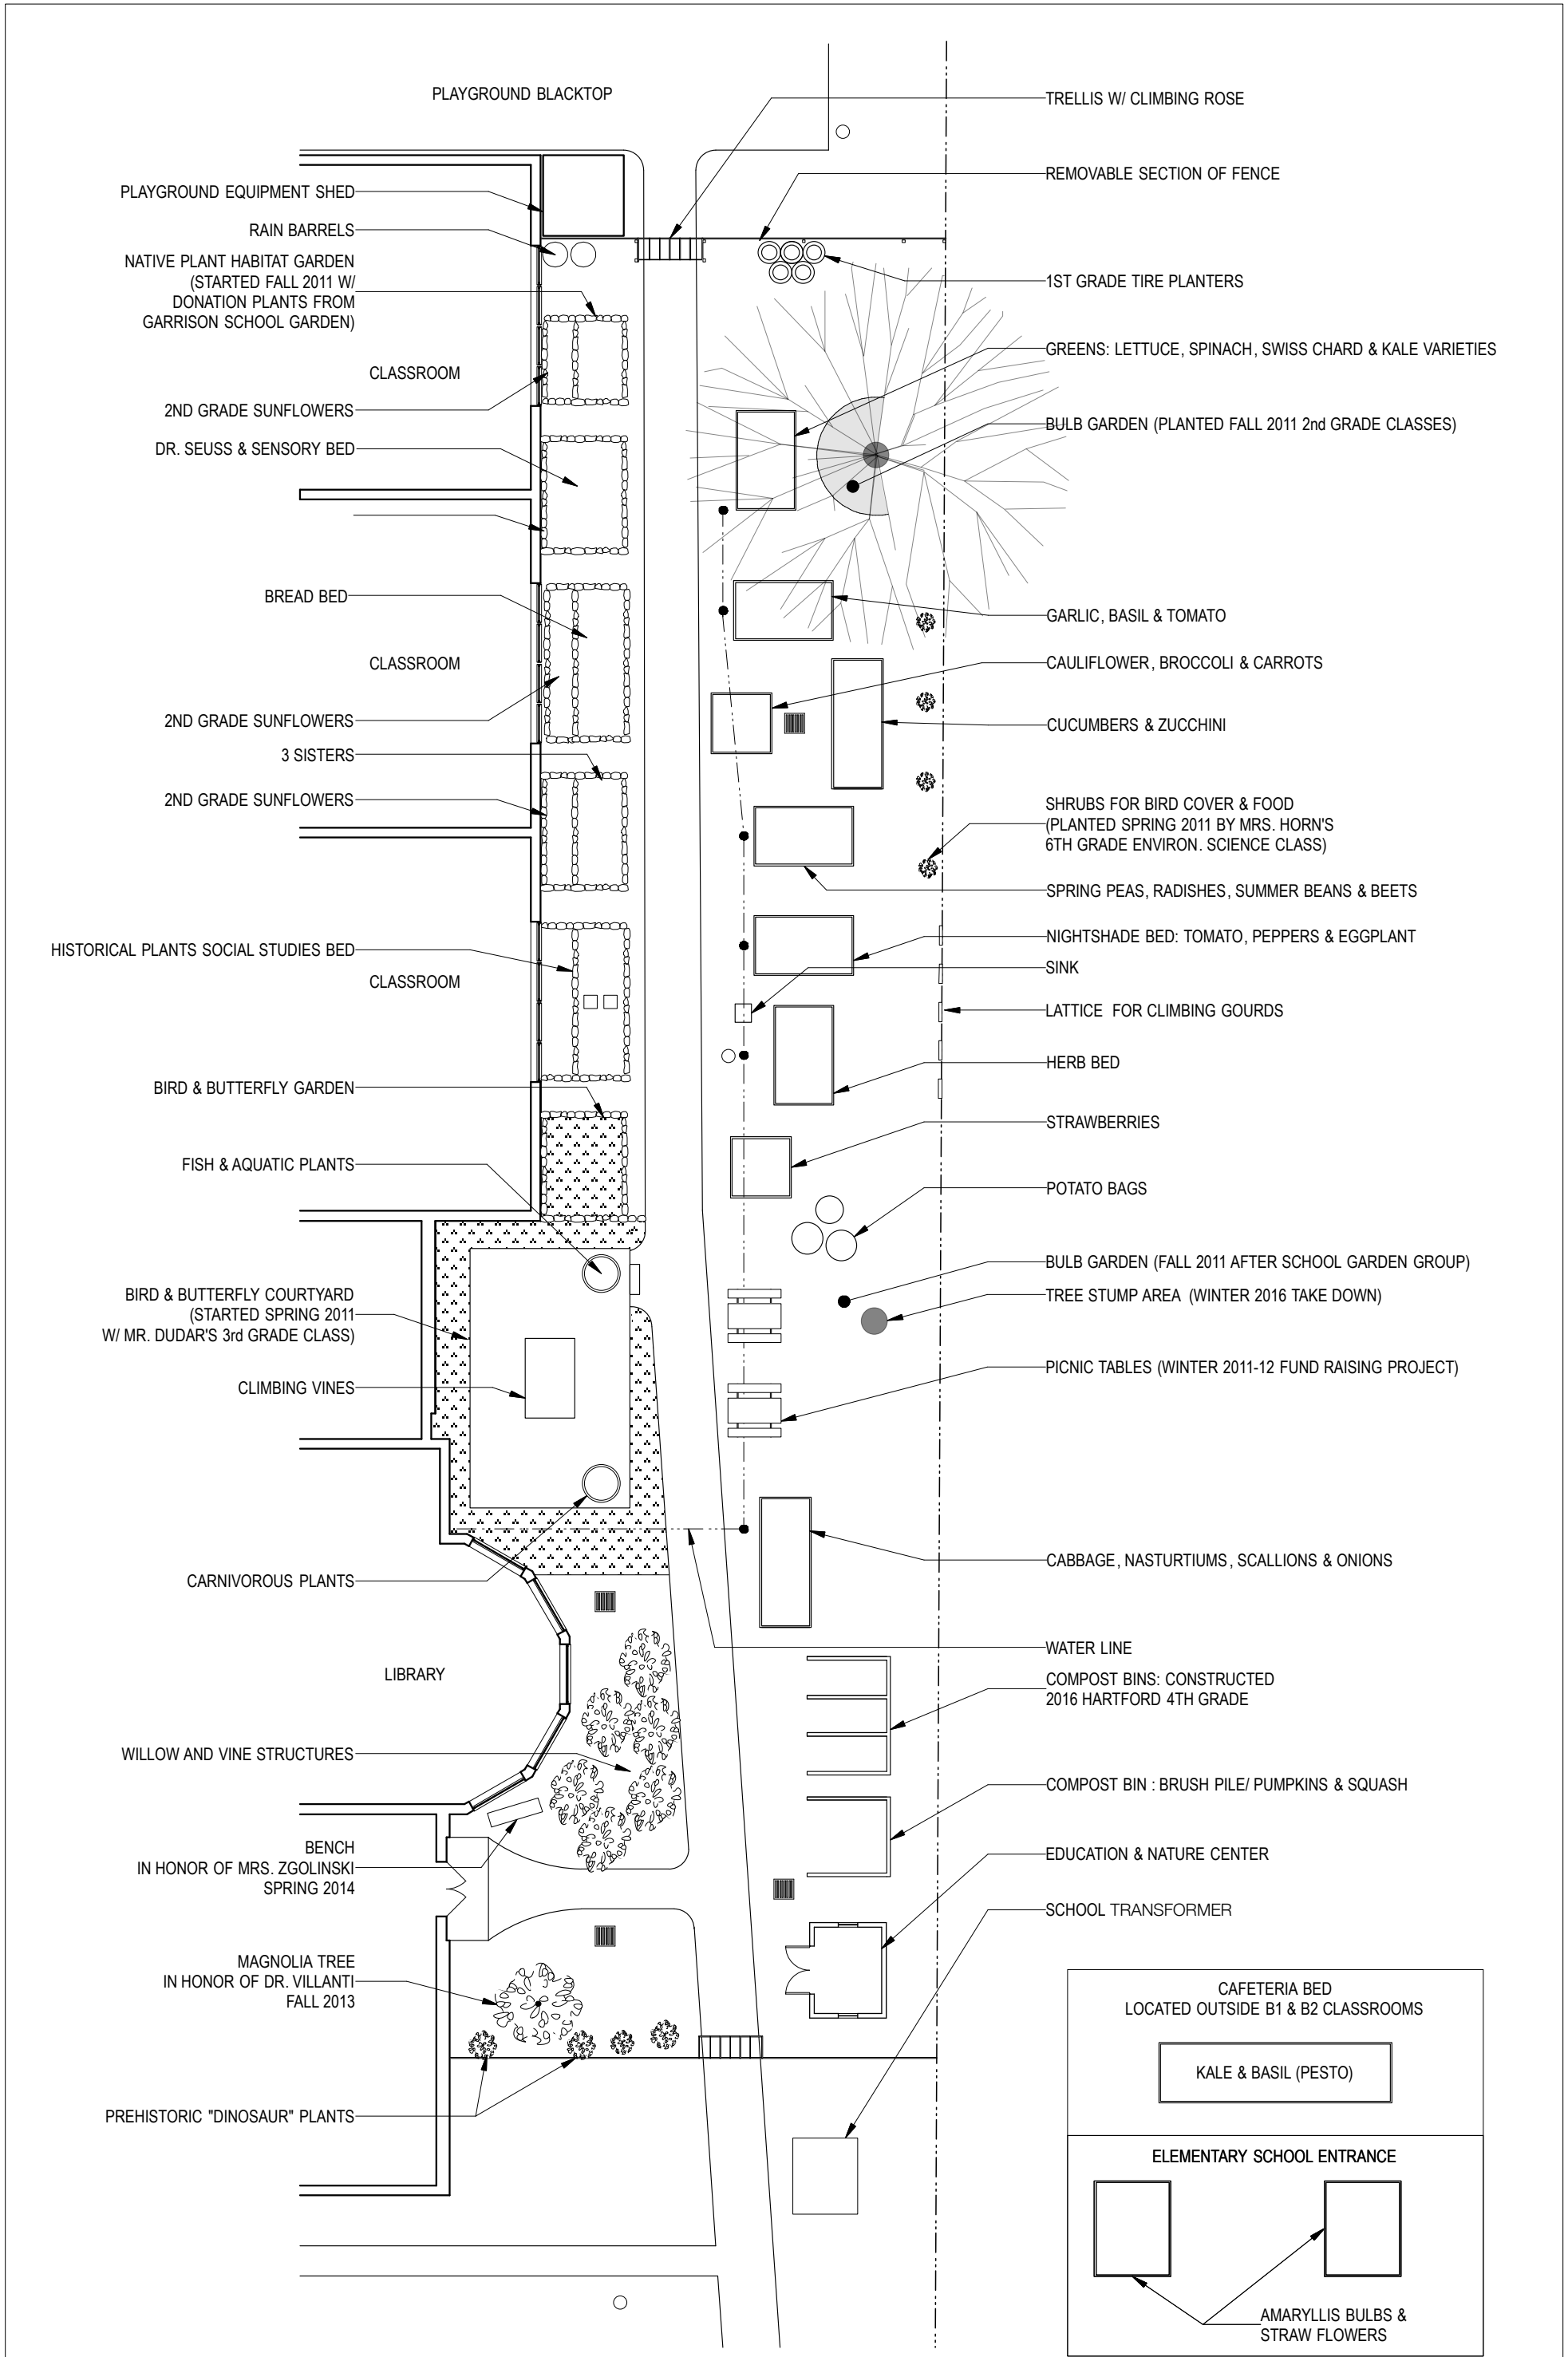 PLAYGROUND BLACKTOP
TRELLIS W/ CLIMBING ROSE
REMOVABLE SECTION OF FENCE
PLAYGROUND EQUIPMENT SHED
RAIN BARRELS
NATIVE PLANT HABITAT GARDEN
(STARTED FALL 2011 W/
DONATION PLANTS FROM
GARRISON SCHOOL GARDEN)
CLASSROOM
2ND GRADE SUNFLOWERS
DR. SEUSS & SENSORY BED
BREAD BED
CLASSROOM
2ND GRADE SUNFLOWERS
3 SISTERS
2ND GRADE SUNFLOWERS
HISTORICAL PLANTS SOCIAL STUDIES BED
CLASSROOM
BIRD & BUTTERFLY GARDEN
FISH & AQUATIC PLANTS
BIRD & BUTTERFLY COURTYARD
(STARTED SPRING 2011
W/ MR. DUDAR'S 3rd GRADE CLASS)
CLIMBING VINES
CARNIVOROUS PLANTS
LIBRARY
WILLOW AND VINE STRUCTURES
BENCH
IN HONOR OF MRS. ZGOLINSKI
SPRING 2014
MAGNOLIA TREE
IN HONOR OF DR. VILLANTI
FALL 2013
PREHISTORIC "DINOSAUR" PLANTS
1ST GRADE TIRE PLANTERS
GREENS: LETTUCE, SPINACH, SWISS CHARD & KALE VARIETIES
BULB GARDEN (PLANTED FALL 2011 2nd GRADE CLASSES)
GARLIC, BASIL & TOMATO
CAULIFLOWER, BROCCOLI & CARROTS
CUCUMBERS & ZUCCHINI
SHRUBS FOR BIRD COVER & FOOD
(PLANTED SPRING 2011 BY MRS. HORN'S
6TH GRADE ENVIRON. SCIENCE CLASS)
SPRING PEAS, RADISHES, SUMMER BEANS & BEETS
NIGHTSHADE BED: TOMATO, PEPPERS & EGGPLANT
SINK
LATTICE FOR CLIMBING GOURDS
HERB BED
STRAWBERRIES
POTATO BAGS
BULB GARDEN (FALL 2011 AFTER SCHOOL GARDEN GROUP)
TREE STUMP AREA (WINTER 2016 TAKE DOWN)
PICNIC TABLES (WINTER 2011-12 FUND RAISING PROJECT)
CABBAGE, NASTURTIUMS, SCALLIONS & ONIONS
WATER LINE
COMPOST BINS: CONSTRUCTED
2016 HARTFORD 4TH GRADE
COMPOST BIN : BRUSH PILE/ PUMPKINS & SQUASH
EDUCATION & NATURE CENTER
SCHOOL TRANSFORMER
CAFETERIA BED
LOCATED OUTSIDE B1 & B2 CLASSROOMS
KALE & BASIL (PESTO)
ELEMENTARY SCHOOL ENTRANCE
AMARYLLIS BULBS &
STRAW FLOWERS